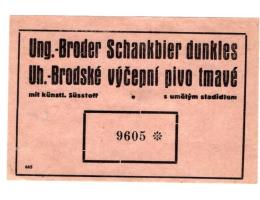 Ung.-Broder Schankbier dunkles
Uh.-Brodské výčepní pivo tmavé
mit künstl. Süsstoff • s umělým sladidlem
9605 ※